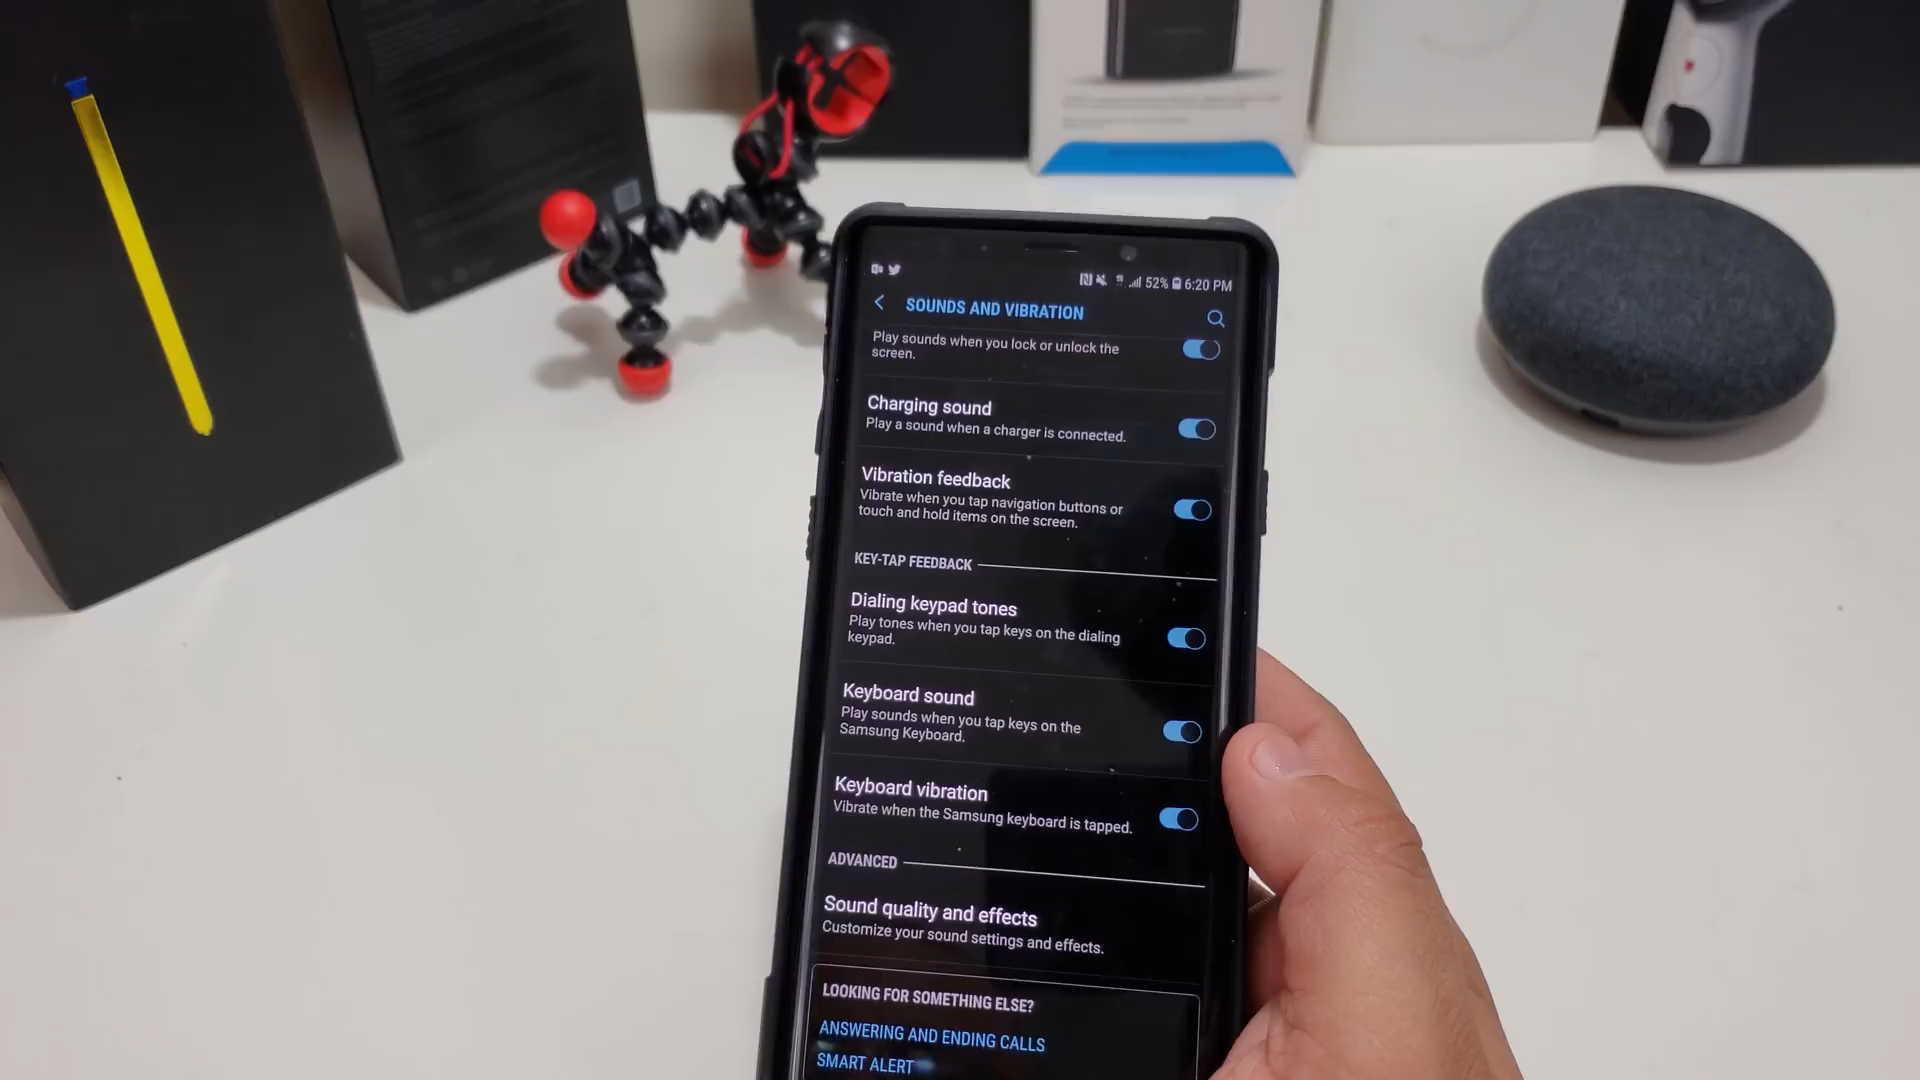 52% 6:20 PM
SOUNDS AND VIBRATION
Play sounds when you lock or unlock the
screen.
Charging sound
Play a sound when a charger is connected.
Vibration feedback
Vibrate when you tap navigation buttons or
touch and hold items on the screen.
KEY-TAP FEEDBACK
Dialing keypad tones
Play tones when you tap keys on the dialing
keypad.
Keyboard sound
Play sounds when you tap keys on the
Samsung Keyboard.
Keyboard vibration
Vibrate when the Samsung keyboard is tapped.
ADVANCED
Sound quality and effects
Customize your sound settings and effects.
LOOKING FOR SOMETHING ELSE?
ANSWERING AND ENDING CALLS
SMART ALERT